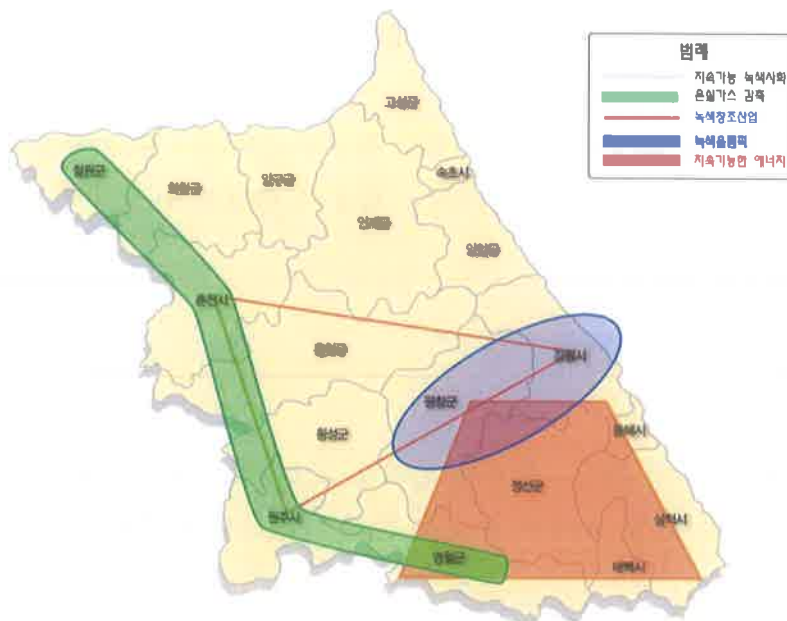 범례
지속가능 녹색사회
온실가스 감축
녹색창조산업
녹색올림픽
지속가능한 에너지
고성군
속초시
철원군
화천군
양구군
인제군
양양군
춘천시
홍천군
강릉시
평창군
횡성군
동해시
정선군
원주시
삼척시
영월군
태백시